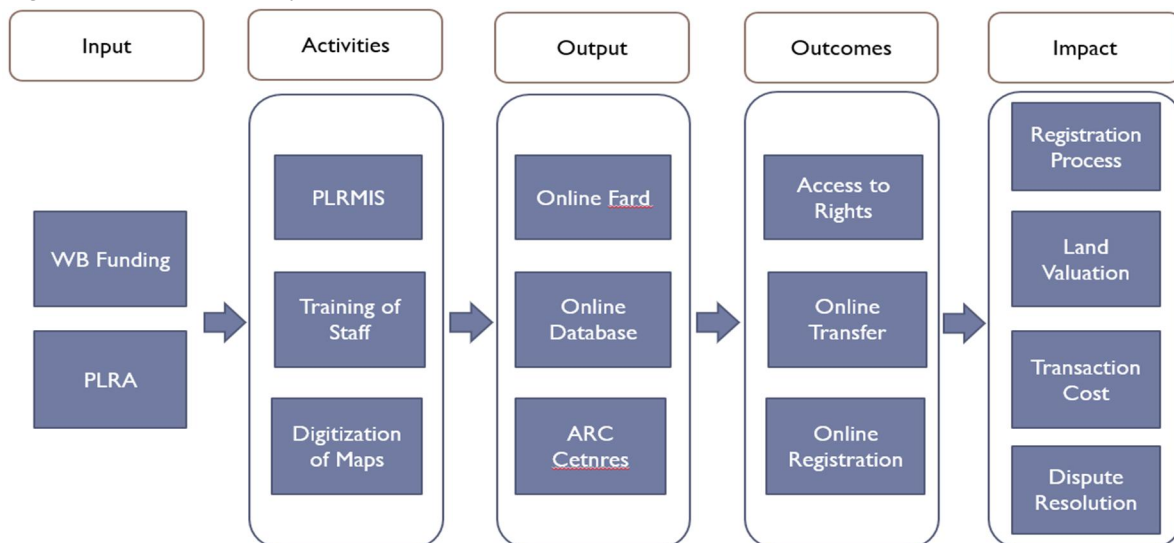 Input
Activities
Output
Outcomes
Impact
WB Funding
PLRA
PLRMIS
Training of
Staff
Digitization
of Maps
Online Fard
Online
Database
ARC
Cetnres
Access to
Rights
Online
Transfer
Online
Registration
Registration
Process
Land
Valuation
Transaction
Cost
Dispute
Resolution